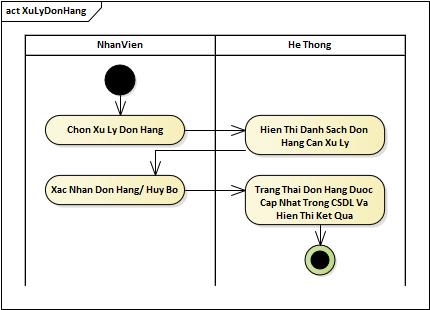 act XuLyDonHang
NhanVien
He Thong
Chon Xu Ly Don Hang
Hien Thi Danh Sach Don
Hang Can Xu Ly
Xac Nhan Don Hang/ Huy Bo
Trang Thai Don Hang Duoc
Cap Nhat Trong CSDL Va
Hien Thi Ket Qua